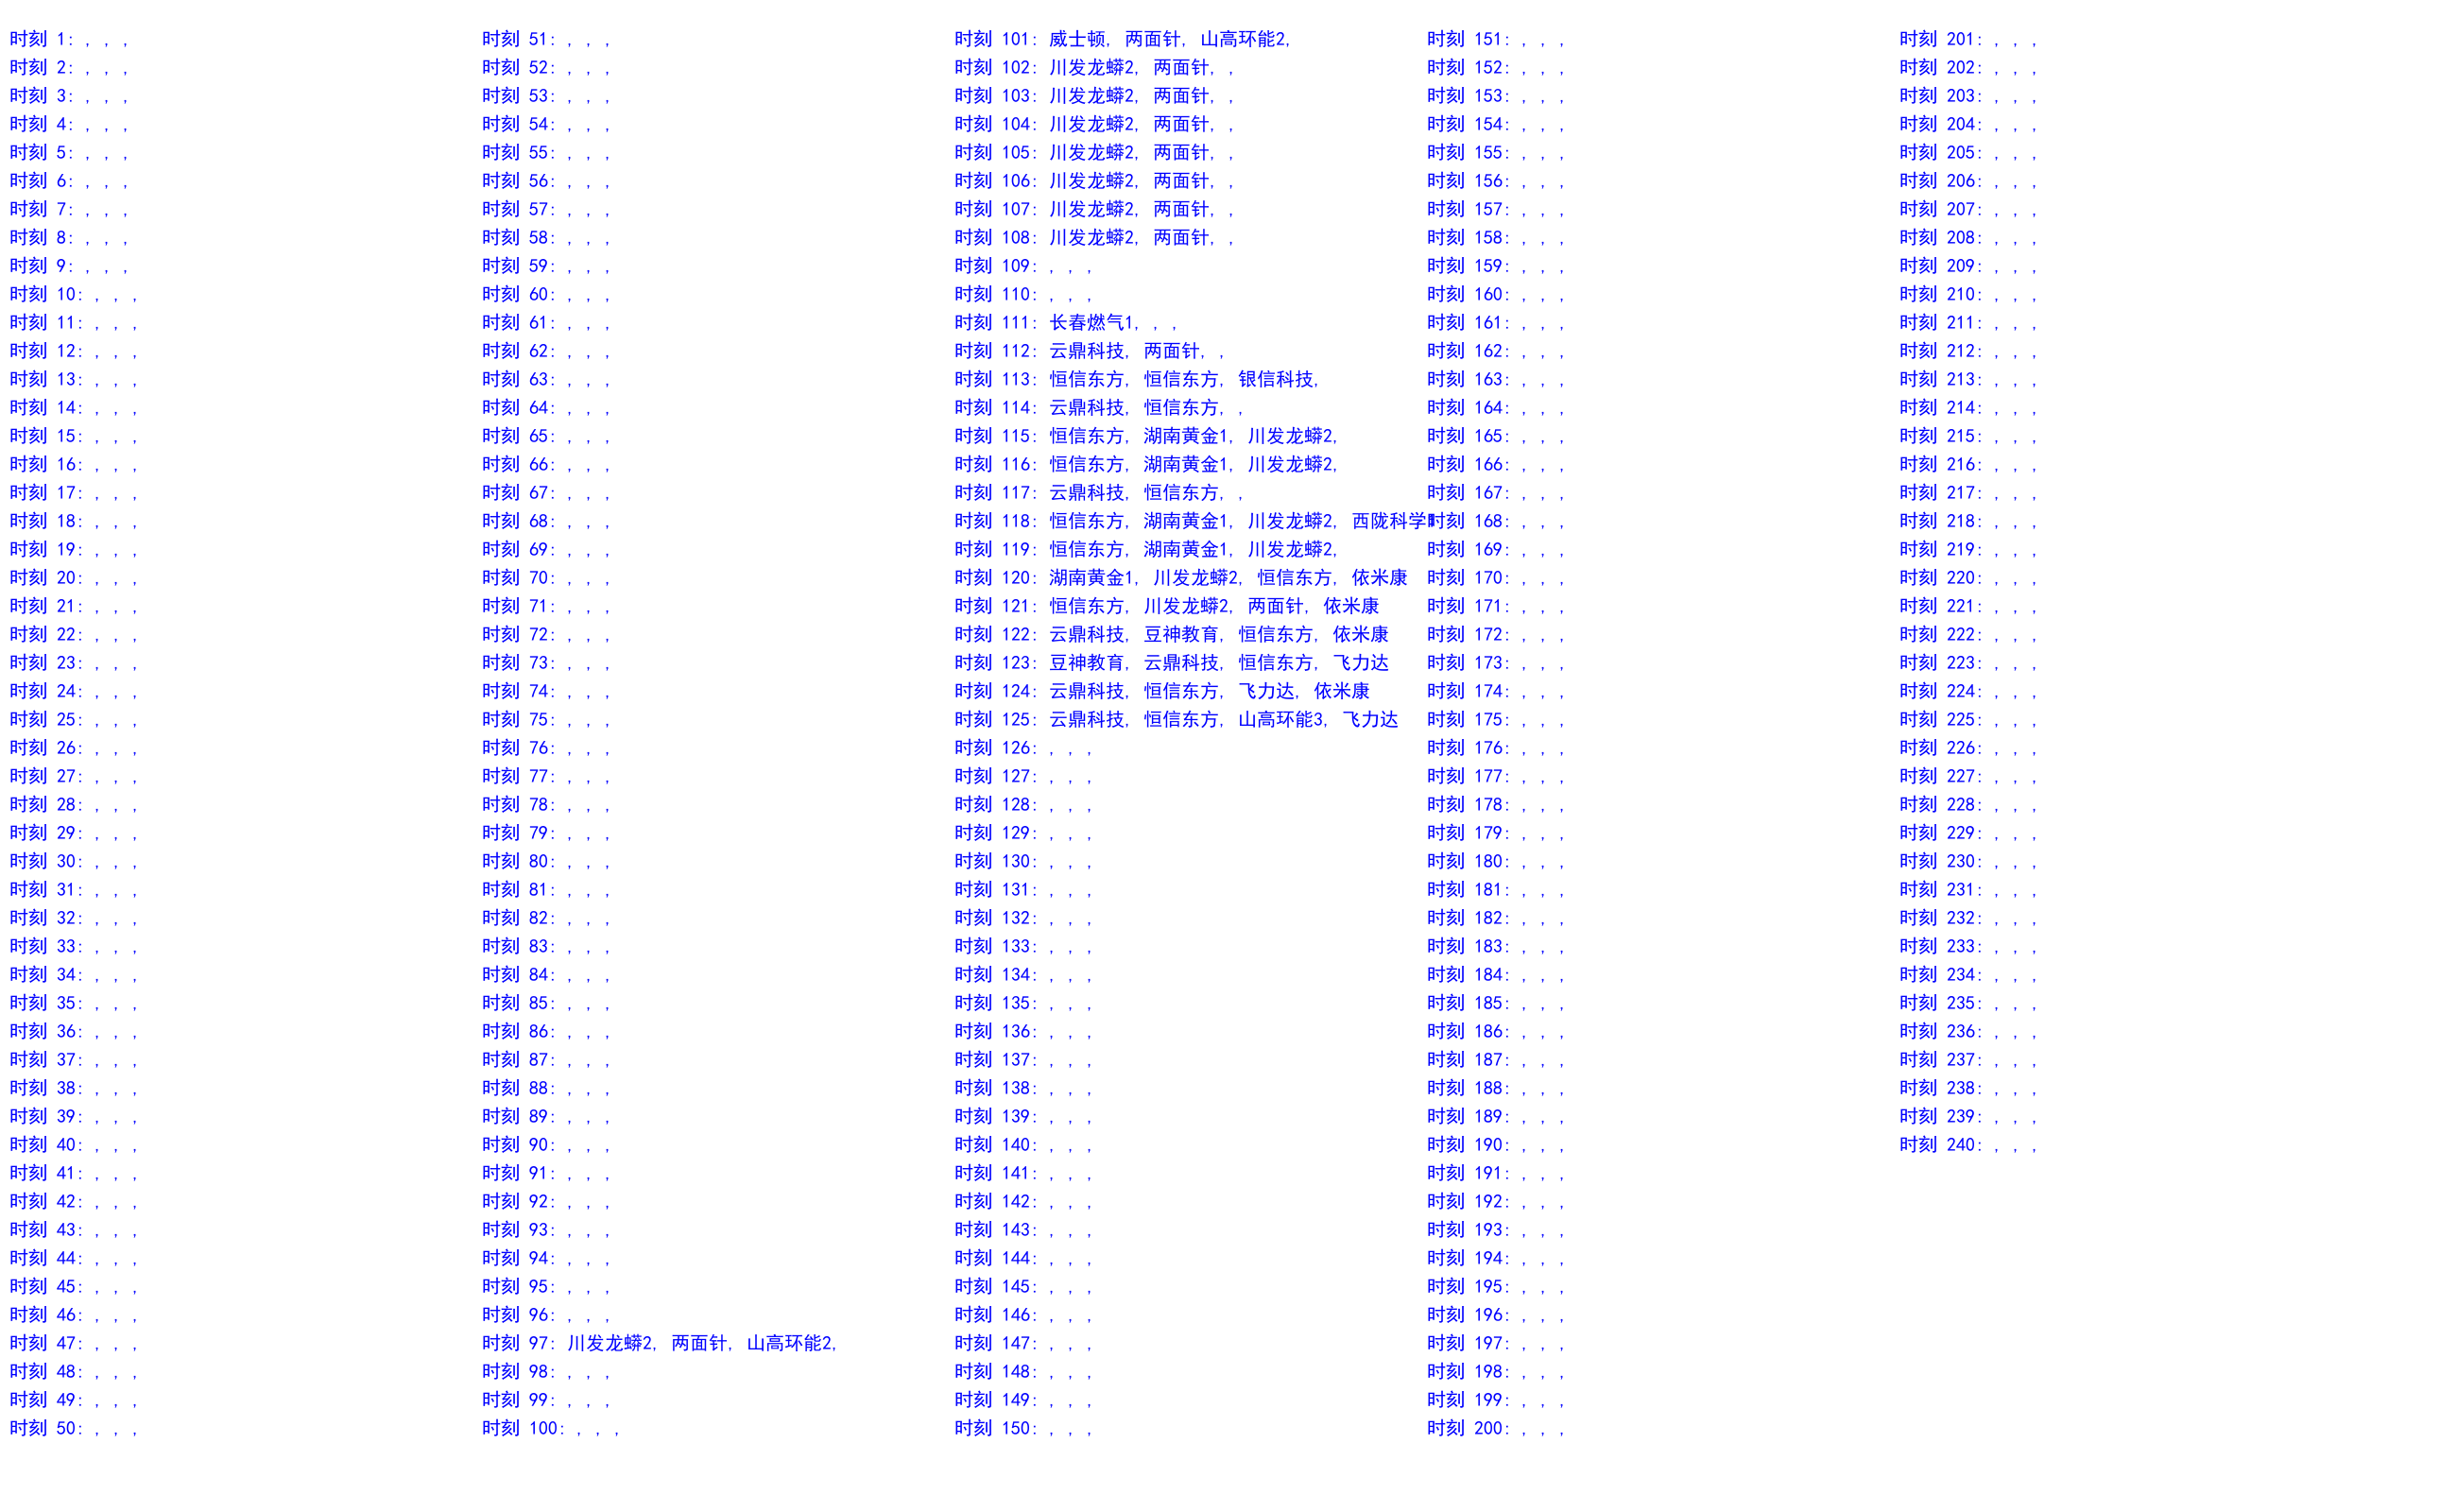 时刻 1: , , ,
时刻 2: , , ,
时刻 3: , , ,
时刻 4: , , ,
时刻 5: , , ,
时刻 6: , , ,
时刻 7: , , ,
时刻 8: , , ,
时刻 9: , , ,
时刻 10: , , ,
时刻 11: , , ,
时刻 12: , , ,
时刻 13: , , ,
时刻 14: , , ,
时刻 15: , , ,
时刻 16: , , ,
时刻 17: , , ,
时刻 18: , , ,
时刻 19: , , ,
时刻 20: , , ,
时刻 21: , , ,
时刻 22: , , ,
时刻 23: , , ,
时刻 24: , , ,
时刻 25: , , ,
时刻 26: , , ,
时刻 27: , , ,
时刻 28: , , ,
时刻 29: , , ,
时刻 30: , , ,
时刻 31: , , ,
时刻 32: , , ,
时刻 33: , , ,
时刻 34: , , ,
时刻 35: , , ,
时刻 36: , , ,
时刻 37: , , ,
时刻 38: , , ,
时刻 39: , , ,
时刻 40: , , ,
时刻 41: , , ,
时刻 42: , , ,
时刻 43: , , ,
时刻 44: , , ,
时刻 45: , , ,
时刻 46: , , ,
时刻 47: , , ,
时刻 48: , , ,
时刻 49: , , ,
时刻 50: , , ,
时刻 51: , , ,
时刻 52: , , ,
时刻 53: , , ,
时刻 54: , , ,
时刻 55: , , ,
时刻 56: , , ,
时刻 57: , , ,
时刻 58: , , ,
时刻 59: , , ,
时刻 60: , , ,
时刻 61: , , ,
时刻 62: , , ,
时刻 63: , , ,
时刻 64: , , ,
时刻 65: , , ,
时刻 66: , , ,
时刻 67: , , ,
时刻 68: , , ,
时刻 69: , , ,
时刻 70: , , ,
时刻 71: , , ,
时刻 72: , , ,
时刻 73: , , ,
时刻 74: , , ,
时刻 75: , , ,
时刻 76: , , ,
时刻 77: , , ,
时刻 78: , , ,
时刻 79: , , ,
时刻 80: , , ,
时刻 81: , , ,
时刻 82: , , ,
时刻 83: , , ,
时刻 84: , , ,
时刻 85: , , ,
时刻 86: , , ,
时刻 87: , , ,
时刻 88: , , ,
时刻 89: , , ,
时刻 90: , , ,
时刻 91: , , ,
时刻 92: , , ,
时刻 93: , , ,
时刻 94: , , ,
时刻 95: , , ,
时刻 96: , , ,
时刻 97: 川发龙蟒2, 两面针, 山高环能2,
时刻 98: , , ,
时刻 99: , , ,
时刻 100: , , ,
时刻 101: 威士顿, 两面针, 山高环能2,
时刻 102: 川发龙蟒2, 两面针, ,
时刻 103: 川发龙蟒2, 两面针, ,
时刻 104: 川发龙蟒2, 两面针, ,
时刻 105: 川发龙蟒2, 两面针, ,
时刻 106: 川发龙蟒2, 两面针, ,
时刻 107: 川发龙蟒2, 两面针, ,
时刻 108: 川发龙蟒2, 两面针, ,
时刻 109: , , ,
时刻 110: , , ,
时刻 111: 长春燃气1, , ,
时刻 112: 云鼎科技, 两面针, ,
时刻 113: 恒信东方, 恒信东方, 银信科技,
时刻 114: 云鼎科技, 恒信东方, ,
时刻 115: 恒信东方, 湖南黄金1, 川发龙蟒2,
时刻 116: 恒信东方, 湖南黄金1, 川发龙蟒2,
时刻 117: 云鼎科技, 恒信东方, ,
时刻 118: 恒信东方, 湖南黄金1, 川发龙蟒2, 西陇科学
时刻 119: 恒信东方, 湖南黄金1, 川发龙蟒2,
时刻 120: 湖南黄金1, 川发龙蟒2, 恒信东方, 依米康
时刻 121: 恒信东方, 川发龙蟒2, 两面针, 依米康
时刻 122: 云鼎科技, 豆神教育, 恒信东方, 依米康
时刻 123: 豆神教育, 云鼎科技, 恒信东方, 飞力达
时刻 124: 云鼎科技, 恒信东方, 飞力达, 依米康
时刻 125: 云鼎科技, 恒信东方, 山高环能3, 飞力达
时刻 126: , , ,
时刻 127: , , ,
时刻 128: , , ,
时刻 129: , , ,
时刻 130: , , ,
时刻 131: , , ,
时刻 132: , , ,
时刻 133: , , ,
时刻 134: , , ,
时刻 135: , , ,
时刻 136: , , ,
时刻 137: , , ,
时刻 138: , , ,
时刻 139: , , ,
时刻 140: , , ,
时刻 141: , , ,
时刻 142: , , ,
时刻 143: , , ,
时刻 144: , , ,
时刻 145: , , ,
时刻 146: , , ,
时刻 147: , , ,
时刻 148: , , ,
时刻 149: , , ,
时刻 150: , , ,
时刻 151: , , ,
时刻 152: , , ,
时刻 153: , , ,
时刻 154: , , ,
时刻 155: , , ,
时刻 156: , , ,
时刻 157: , , ,
时刻 158: , , ,
时刻 159: , , ,
时刻 160: , , ,
时刻 161: , , ,
时刻 162: , , ,
时刻 163: , , ,
时刻 164: , , ,
时刻 165: , , ,
时刻 166: , , ,
时刻 167: , , ,
时刻 168: , , ,
时刻 169: , , ,
时刻 170: , , ,
时刻 171: , , ,
时刻 172: , , ,
时刻 173: , , ,
时刻 174: , , ,
时刻 175: , , ,
时刻 176: , , ,
时刻 177: , , ,
时刻 178: , , ,
时刻 179: , , ,
时刻 180: , , ,
时刻 181: , , ,
时刻 182: , , ,
时刻 183: , , ,
时刻 184: , , ,
时刻 185: , , ,
时刻 186: , , ,
时刻 187: , , ,
时刻 188: , , ,
时刻 189: , , ,
时刻 190: , , ,
时刻 191: , , ,
时刻 192: , , ,
时刻 193: , , ,
时刻 194: , , ,
时刻 195: , , ,
时刻 196: , , ,
时刻 197: , , ,
时刻 198: , , ,
时刻 199: , , ,
时刻 200: , , ,
时刻 201: , , ,
时刻 202: , , ,
时刻 203: , , ,
时刻 204: , , ,
时刻 205: , , ,
时刻 206: , , ,
时刻 207: , , ,
时刻 208: , , ,
时刻 209: , , ,
时刻 210: , , ,
时刻 211: , , ,
时刻 212: , , ,
时刻 213: , , ,
时刻 214: , , ,
时刻 215: , , ,
时刻 216: , , ,
时刻 217: , , ,
时刻 218: , , ,
时刻 219: , , ,
时刻 220: , , ,
时刻 221: , , ,
时刻 222: , , ,
时刻 223: , , ,
时刻 224: , , ,
时刻 225: , , ,
时刻 226: , , ,
时刻 227: , , ,
时刻 228: , , ,
时刻 229: , , ,
时刻 230: , , ,
时刻 231: , , ,
时刻 232: , , ,
时刻 233: , , ,
时刻 234: , , ,
时刻 235: , , ,
时刻 236: , , ,
时刻 237: , , ,
时刻 238: , , ,
时刻 239: , , ,
时刻 240: , , ,